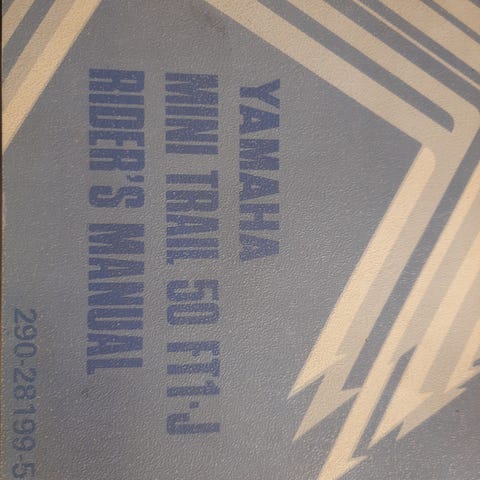 YAMAHA
MINI TRAIL 50 FT1-J
RIDER'S MANUAL
290-28199-5